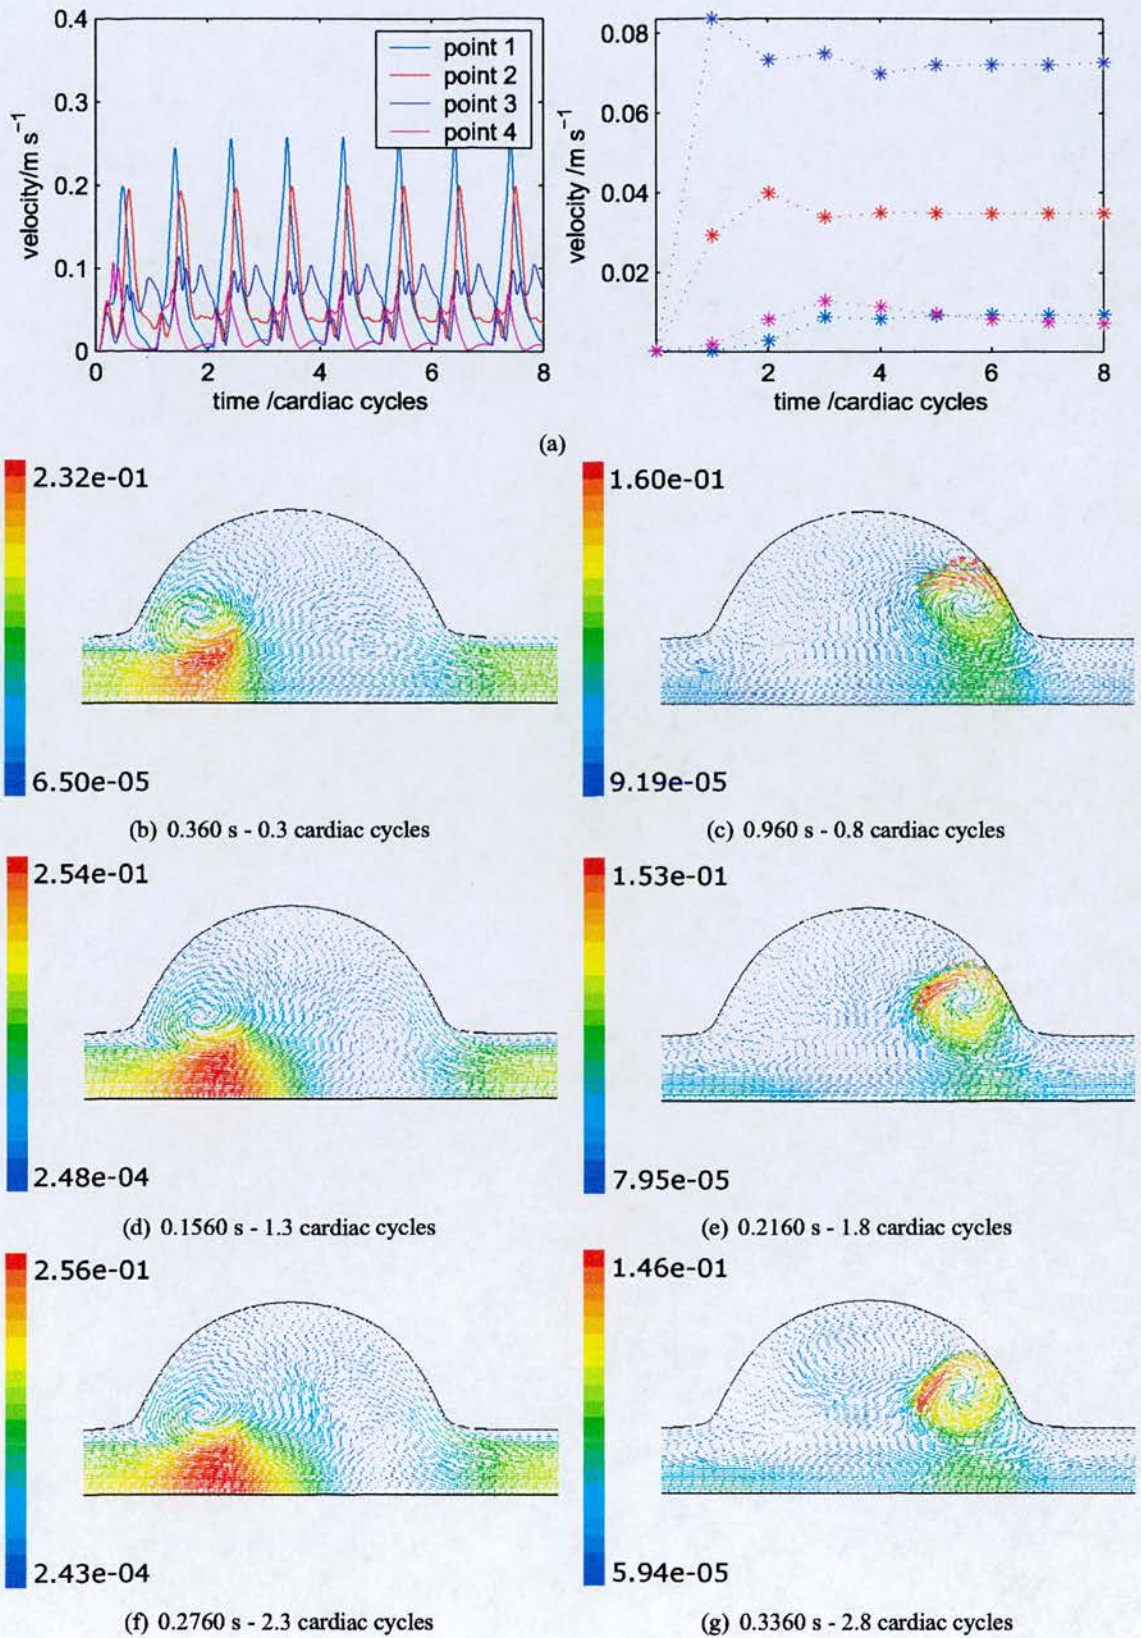 0.4
0.3
0.2
0.1
0
velocity/m s⁻¹
point 1
point 2
point 3
point 4
0 2 4 6 8
time /cardiac cycles
0.08
0.06
0.04
0.02
velocity /m s⁻¹
2 4 6 8
time /cardiac cycles
(a)
2.32e-01
6.50e-05
1.60e-01
9.19e-05
(b) 0.360 s - 0.3 cardiac cycles
(c) 0.960 s - 0.8 cardiac cycles
2.54e-01
2.48e-04
1.53e-01
7.95e-05
(d) 0.1560 s - 1.3 cardiac cycles
(e) 0.2160 s - 1.8 cardiac cycles
2.56e-01
2.43e-04
1.46e-01
5.94e-05
(f) 0.2760 s - 2.3 cardiac cycles
(g) 0.3360 s - 2.8 cardiac cycles